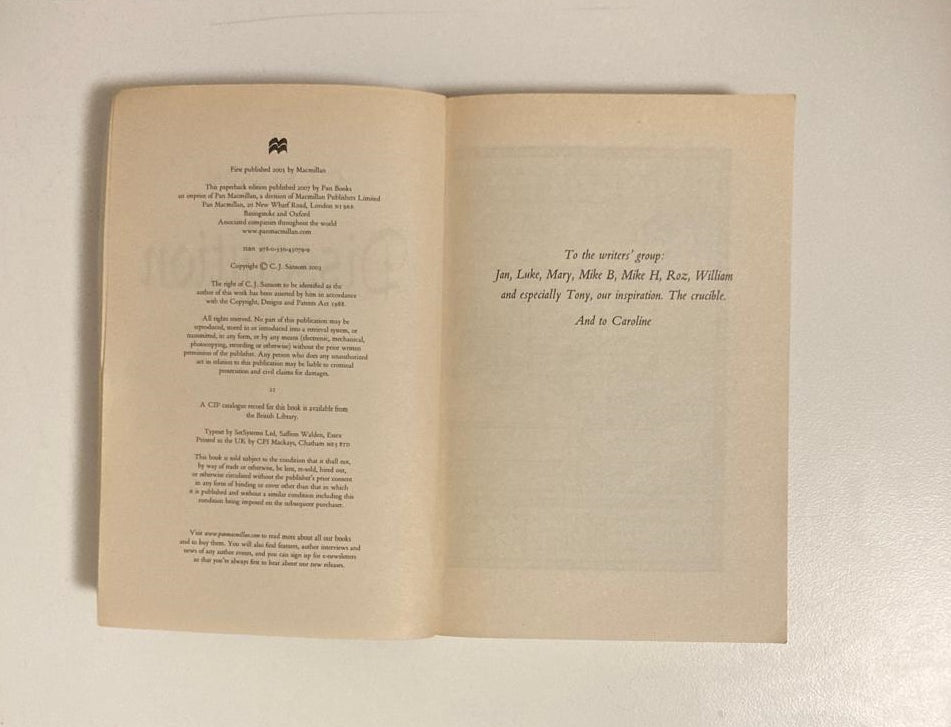 First published 2003 by Macmillan
This paperback edition published 2007 by Pan Books
an imprint of Pan Macmillan, a division of Macmillan Publishers Limited
Pan Macmillan, 20 New Wharf Road, London N1 9RR
Basingstoke and Oxford
Associated companies throughout the world
www.panmacmillan.com
ISBN 978-0-330-45079-9
Copyright © C. J. Sansom 2003
The right of C. J. Sansom to be identified as the
author of this work has been asserted by him in accordance
with the Copyright, Designs and Patents Act 1988.
All rights reserved. No part of this publication may be
reproduced, stored in or introduced into a retrieval system, or
transmitted, in any form, or by any means (electronic, mechanical,
photocopying, recording or otherwise) without the prior written
permission of the publisher. Any person who does any unauthorized
act in relation to this publication may be liable to criminal
prosecution and civil claims for damages.
A CIP catalogue record for this book is available from
the British Library.
Typeset by SetSystems Ltd, Saffron Walden, Essex
Printed in the UK by CPI Mackays, Chatham ME5 8TD
This book is sold subject to the condition that it shall not,
by way of trade or otherwise, be lent, re-sold, hired out,
or otherwise circulated without the publisher's prior consent
in any form of binding or cover other than that in which
it is published and without a similar condition including this
condition being imposed on the subsequent purchaser.
Visit www.panmacmillan.com to read more about all our books
and to buy them. You will also find features, author interviews and
news of any author events, and you can sign up for e-newsletters
so that you're always first to hear about our new releases.
To the writers' group:
Jan, Luke, Mary, Mike B, Mike H, Roz, William
and especially Tony, our inspiration. The crucible.
And to Caroline